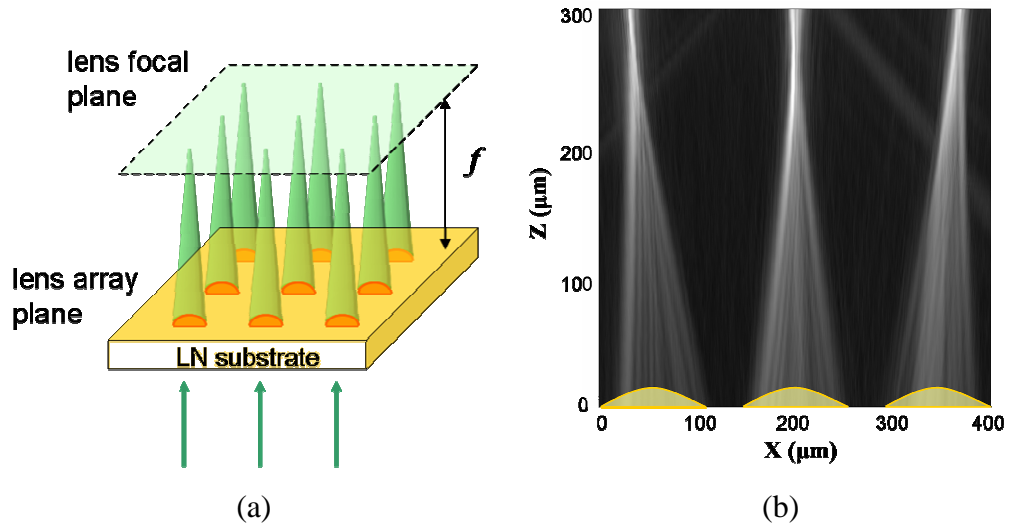 lens focal
plane
f
lens array
plane
LN substrate
(a)
300
200
100
0
Z (μm)
0
100
200
300
400
X (μm)
(b)